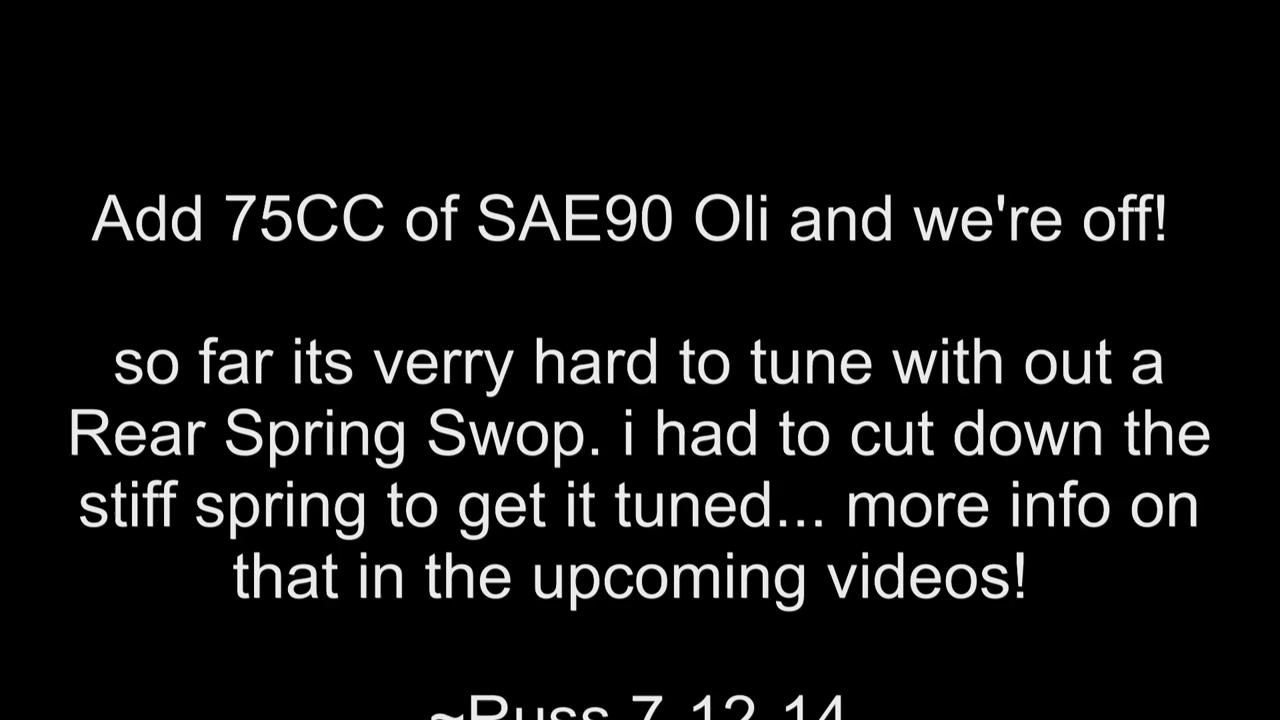 Add 75CC of SAE90 Oli and we're off!
so far its verry hard to tune with out a
Rear Spring Swop. i had to cut down the
stiff spring to get it tuned... more info on
that in the upcoming videos!
~Russ 7-12-14